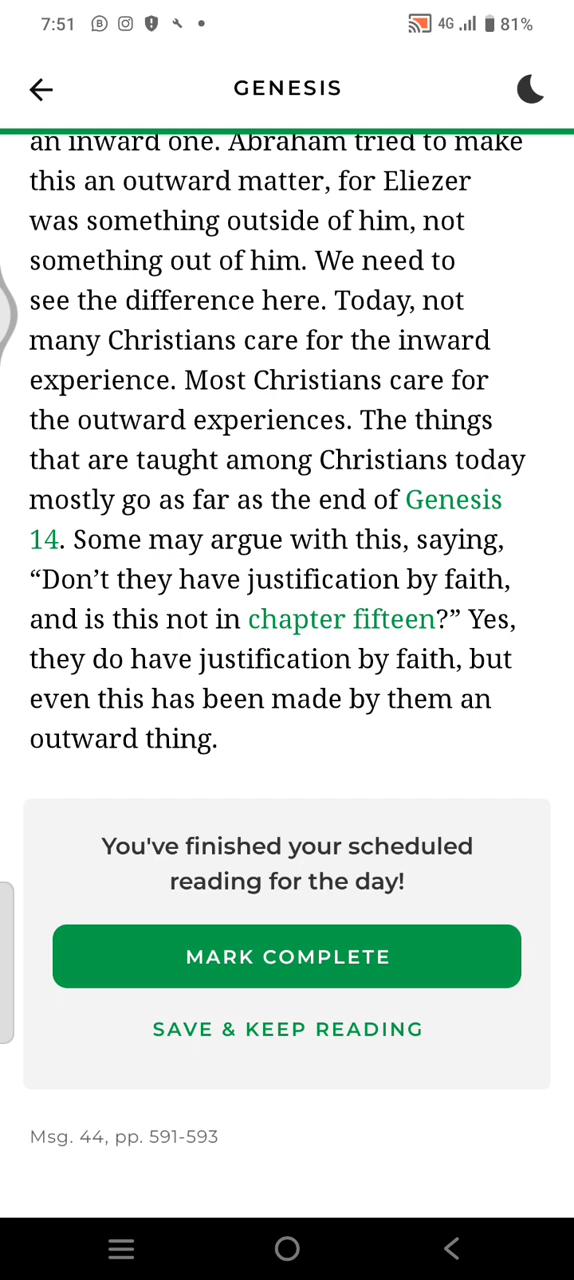 7:51
4G 81%
GENESIS
an inward one. Abraham tried to make
this an outward matter, for Eliezer
was something outside of him, not
something out of him. We need to
see the difference here. Today, not
many Christians care for the inward
experience. Most Christians care for
the outward experiences. The things
that are taught among Christians today
mostly go as far as the end of Genesis
14. Some may argue with this, saying,
“Don’t they have justification by faith,
and is this not in chapter fifteen?” Yes,
they do have justification by faith, but
even this has been made by them an
outward thing.
You've finished your scheduled
reading for the day!
MARK COMPLETE
SAVE & KEEP READING
Msg. 44, pp. 591-593